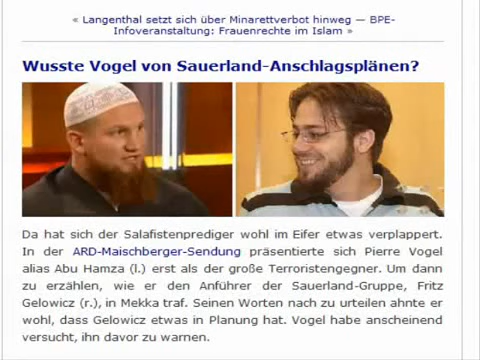 « Langenthal setzt sich über Minarettverbot hinweg — BPE-
Infoveranstaltung: Frauenrechte im Islam »
Wusste Vogel von Sauerland-Anschlagsplänen?
Da hat sich der Salafistenprediger wohl im Eifer etwas verplappert.
In der ARD-Maischberger-Sendung präsentierte sich Pierre Vogel
alias Abu Hamza (l.) erst als der große Terroristengegner. Um dann
zu erzählen, wie er den Anführer der Sauerland-Gruppe, Fritz
Gelowicz (r.), in Mekka traf. Seinen Worten nach zu urteilen ahnte er
wohl, dass Gelowicz etwas in Planung hat. Vogel habe anscheinend
versucht, ihn davor zu warnen.